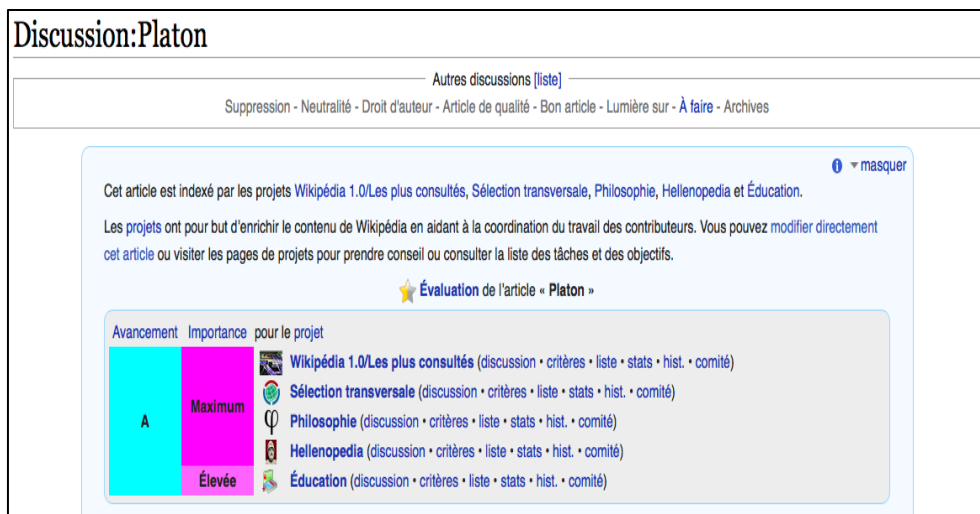 Discussion:Platon
Autres discussions [liste]
Suppression - Neutralité - Droit d'auteur - Article de qualité - Bon article - Lumière sur - À faire - Archives
masquer
Cet article est indexé par les projets Wikipédia 1.0/Les plus consultés, Sélection transversale, Philosophie, Hellenopedia et Éducation.
Les projets ont pour but d'enrichir le contenu de Wikipédia en aidant à la coordination du travail des contributeurs. Vous pouvez modifier directement
cet article ou visiter les pages de projets pour prendre conseil ou consulter la liste des tâches et des objectifs.
Évaluation de l'article « Platon »
Avancement Importance pour le projet
A
Maximum
Wikipédia 1.0/Les plus consultés (discussion • critères • liste • stats • hist. • comité)
Sélection transversale (discussion • critères • liste • stats • hist. • comité)
φ Philosophie (discussion • critères • liste • stats • hist. • comité)
Hellenopedia (discussion • critères • liste • stats • hist. • comité)
Élevée
Éducation (discussion • critères • liste • stats • hist. • comité)